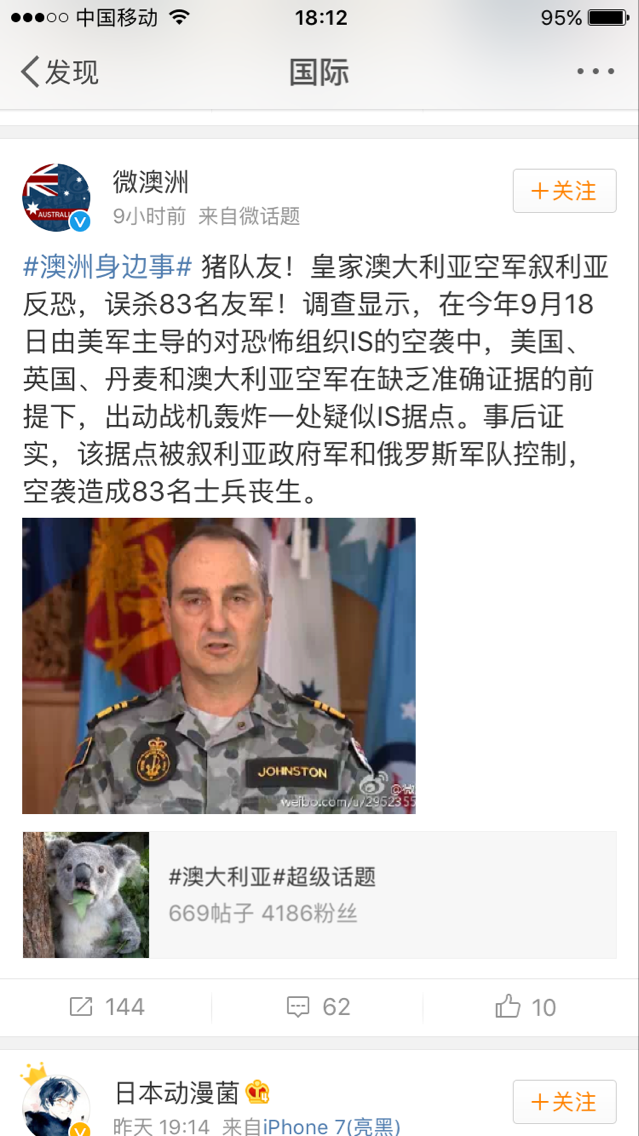 中国移动 18:12 95%
发现 国际
微澳洲
+关注
9小时前 来自微话题
AUSTRALI
#澳洲身边事# 猪队友！皇家澳大利亚空军叙利亚
反恐，误杀83名友军！调查显示，在今年9月18
日由美军主导的对恐怖组织IS的空袭中，美国、
英国、丹麦和澳大利亚空军在缺乏准确证据的前
提下，出动战机轰炸一处疑似IS据点。事后证
实，该据点被叙利亚政府军和俄罗斯军队控制，
空袭造成83名士兵丧生。
JOHNSTON
@微
weibo.com/u/2952355
#澳大利亚#超级话题
669帖子 4186粉丝
144 62 10
日本动漫菌
+关注
昨天 19:14 来自iPhone 7(亮黑)